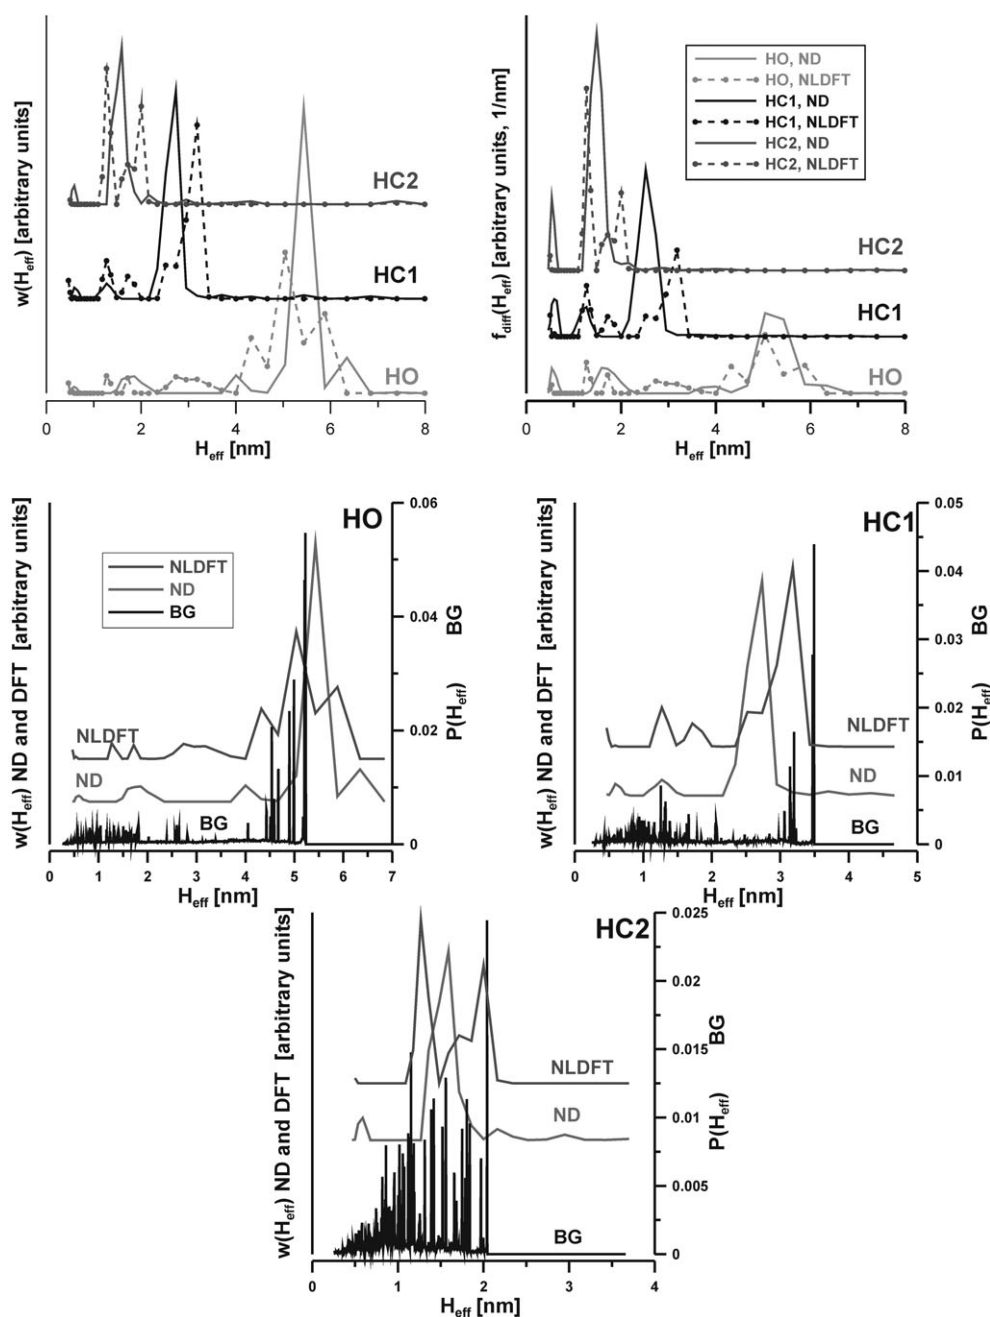 w(Heff) [arbitrary units]
HC2
HC1
HO
0 2 4 6 8
Heff [nm]
fdiff(Heff) [arbitrary units, 1/nm]
HO, ND
HO, NLDFT
HC1, ND
HC1, NLDFT
HC2, ND
HC2, NLDFT
HC2
HC1
HO
0 2 4 6 8
Heff [nm]
w(Heff) ND and DFT [arbitrary units]
HO
NLDFT
ND
BG
NLDFT
ND
BG
0.06
0.04
0.02
0
P(Heff) BG
0 1 2 3 4 5 6 7
Heff [nm]
w(Heff) ND and DFT [arbitrary units]
HC1
NLDFT
ND
BG
0.05
0.04
0.03
0.02
0.01
0
P(Heff) BG
0 1 2 3 4 5
Heff [nm]
w(Heff) ND and DFT [arbitrary units]
HC2
NLDFT
ND
BG
0.025
0.02
0.015
0.01
0.005
0
P(Heff) BG
0 1 2 3 4
Heff [nm]